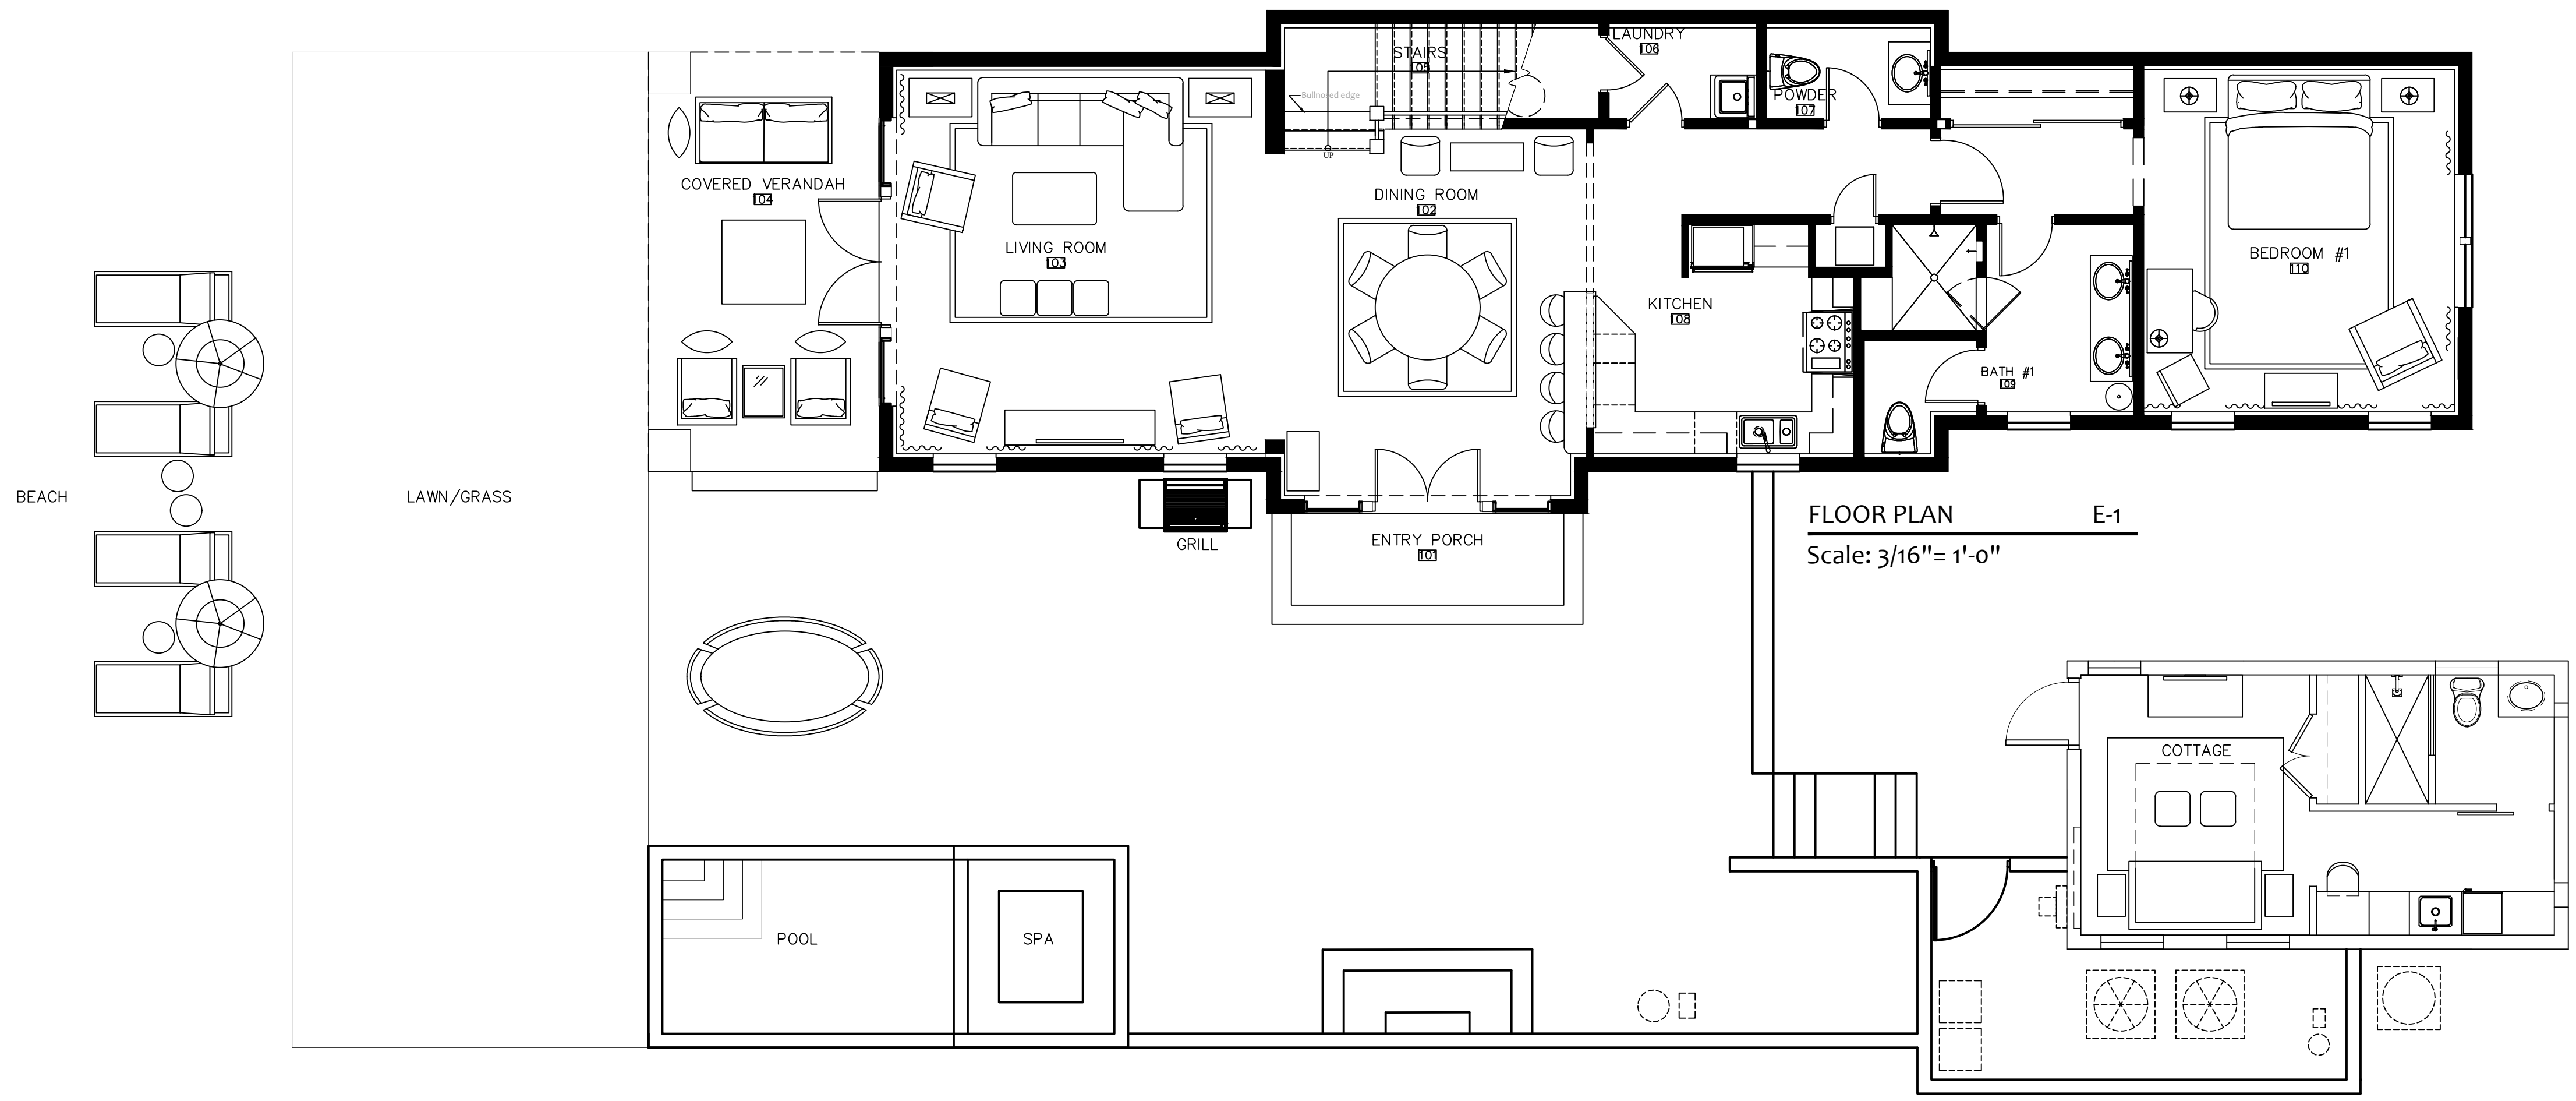 STAIRS
105
LAUNDRY
106
Bullnosed edge
UP
POWDER
107
COVERED VERANDAH
104
DINING ROOM
102
LIVING ROOM
103
BEDROOM #1
110
KITCHEN
108
BATH #1
109
BEACH
LAWN/GRASS
GRILL
ENTRY PORCH
101
FLOOR PLAN E-1
Scale: 3/16"= 1'-0"
COTTAGE
POOL
SPA